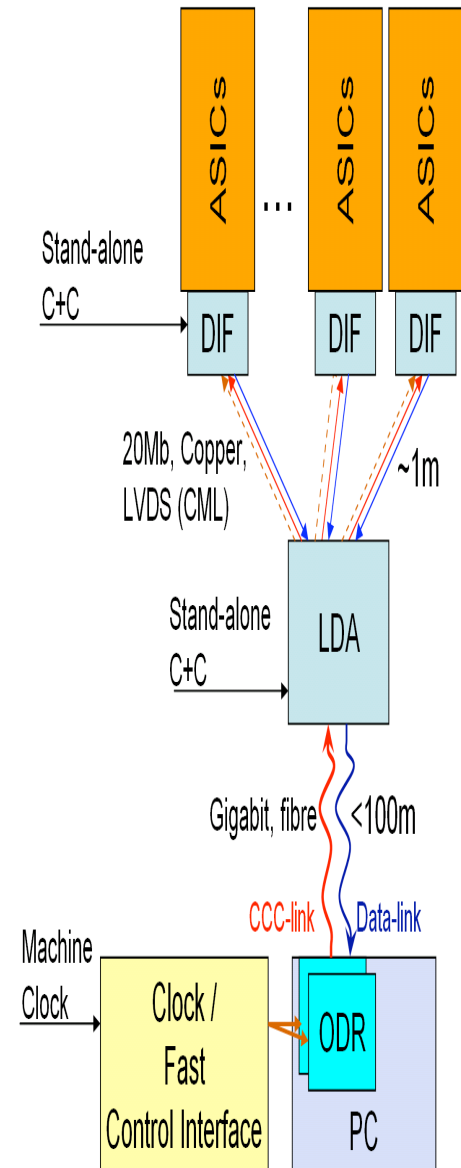 ASICs
ASICs
ASICs
...
Stand-alone
C+C
DIF
DIF
DIF
20Mb, Copper,
LVDS (CML)
~1m
Stand-alone
C+C
LDA
Gigabit, fibre
<100m
CCC-link
Data-link
Machine
Clock
Clock /
Fast
Control Interface
ODR
PC